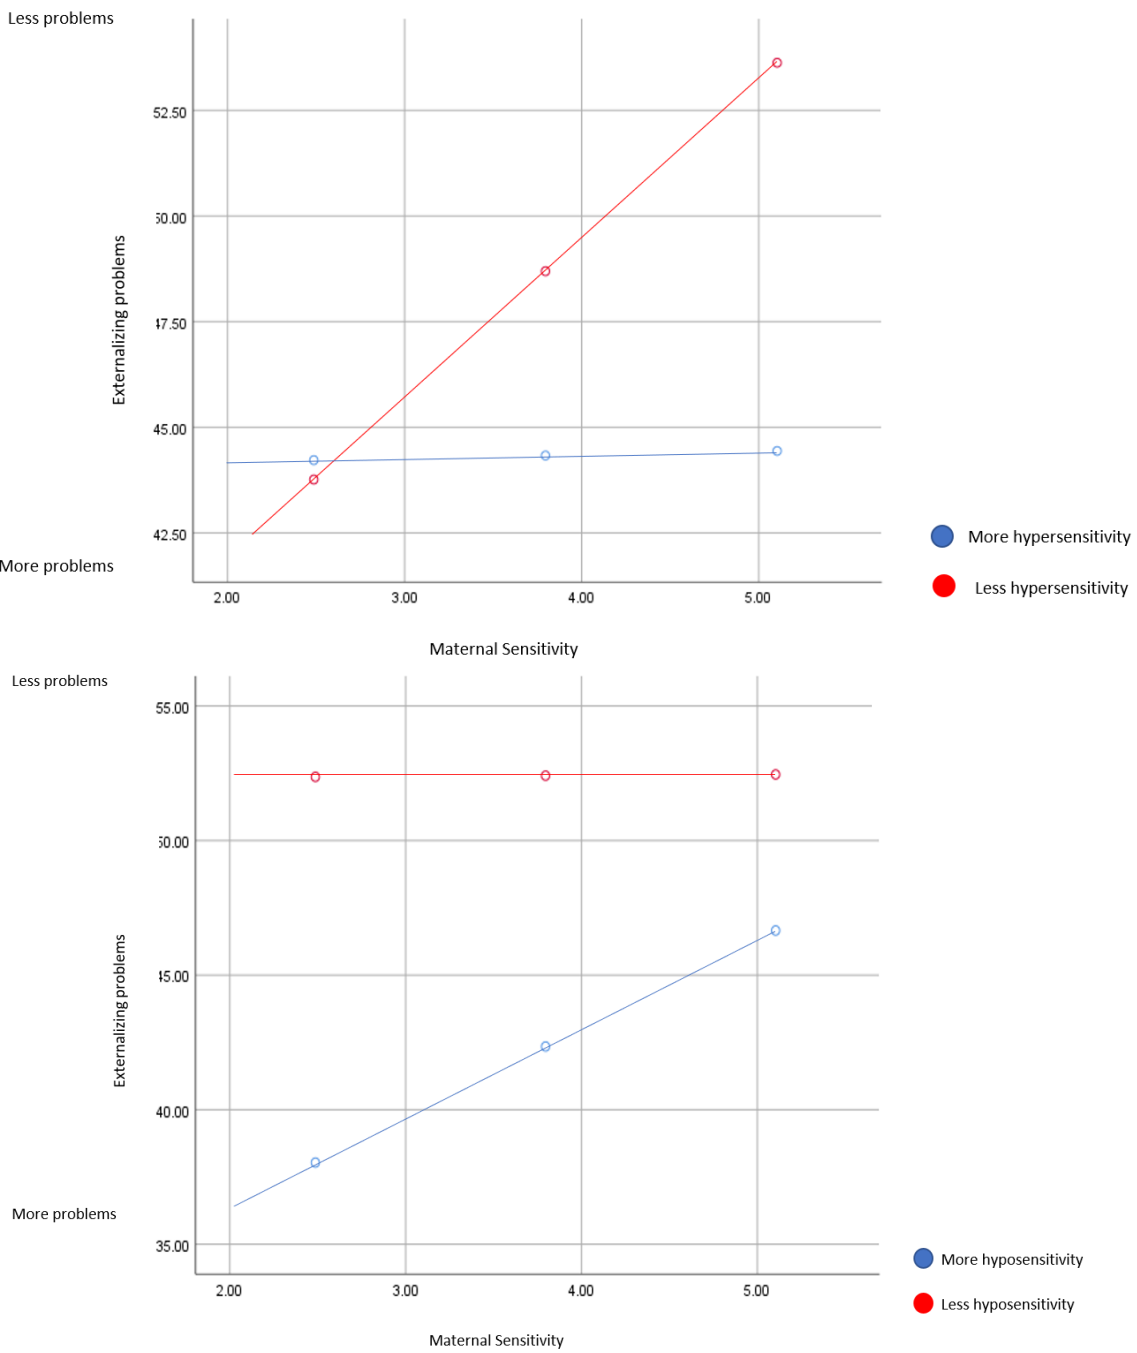 Less problems
52.50
50.00
47.50
45.00
42.50
Externalizing problems
More problems
2.00 3.00 4.00 5.00
Maternal Sensitivity
More hypersensitivity
Less hypersensitivity
Less problems
55.00
50.00
45.00
40.00
35.00
Externalizing problems
More problems
2.00 3.00 4.00 5.00
Maternal Sensitivity
More hyposensitivity
Less hyposensitivity